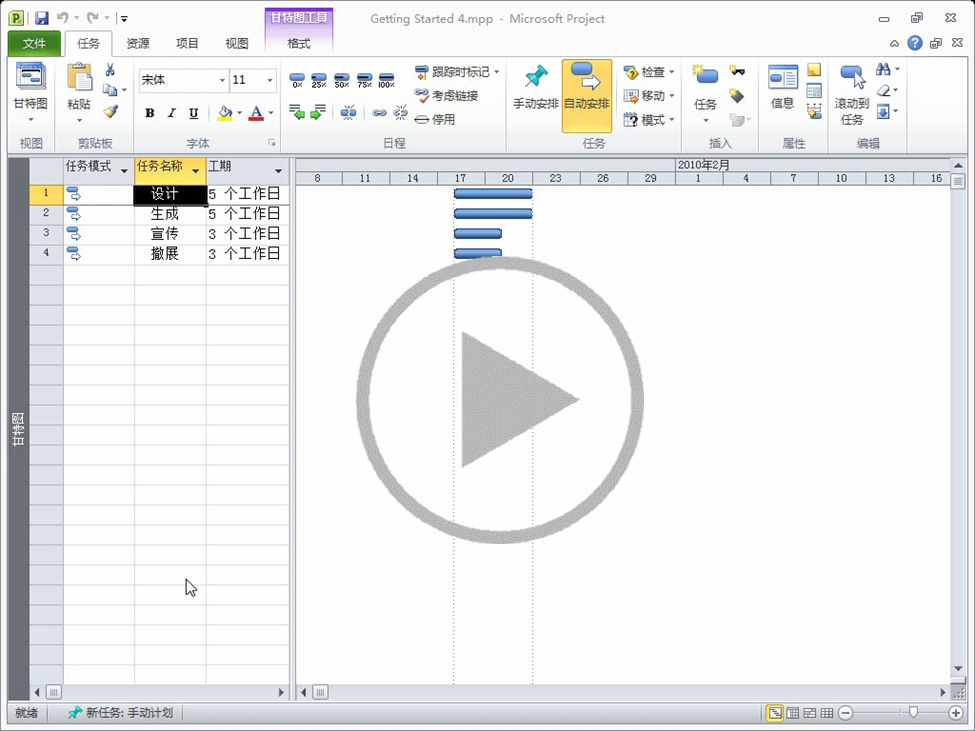 甘特图工具
Getting Started 4.mpp - Microsoft Project
文件 任务 资源 项目 视图 格式
甘特图
视图
粘贴
剪贴板
宋体 11
B I U A
字体
0% 25% 50% 75% 100%
跟踪时标记
考虑链接
停用
日程
手动安排
自动安排
检查
移动
模式
任务
任务
插入
信息
属性
滚动到
任务
编辑
任务模式 任务名称 工期
2010年2月
8 11 14 17 20 23 26 29 1 4 7 10 13 16
1 设计 5 个工作日
2 生成 5 个工作日
3 宣传 3 个工作日
4 撤展 3 个工作日
甘特图
就绪 新任务: 手动计划